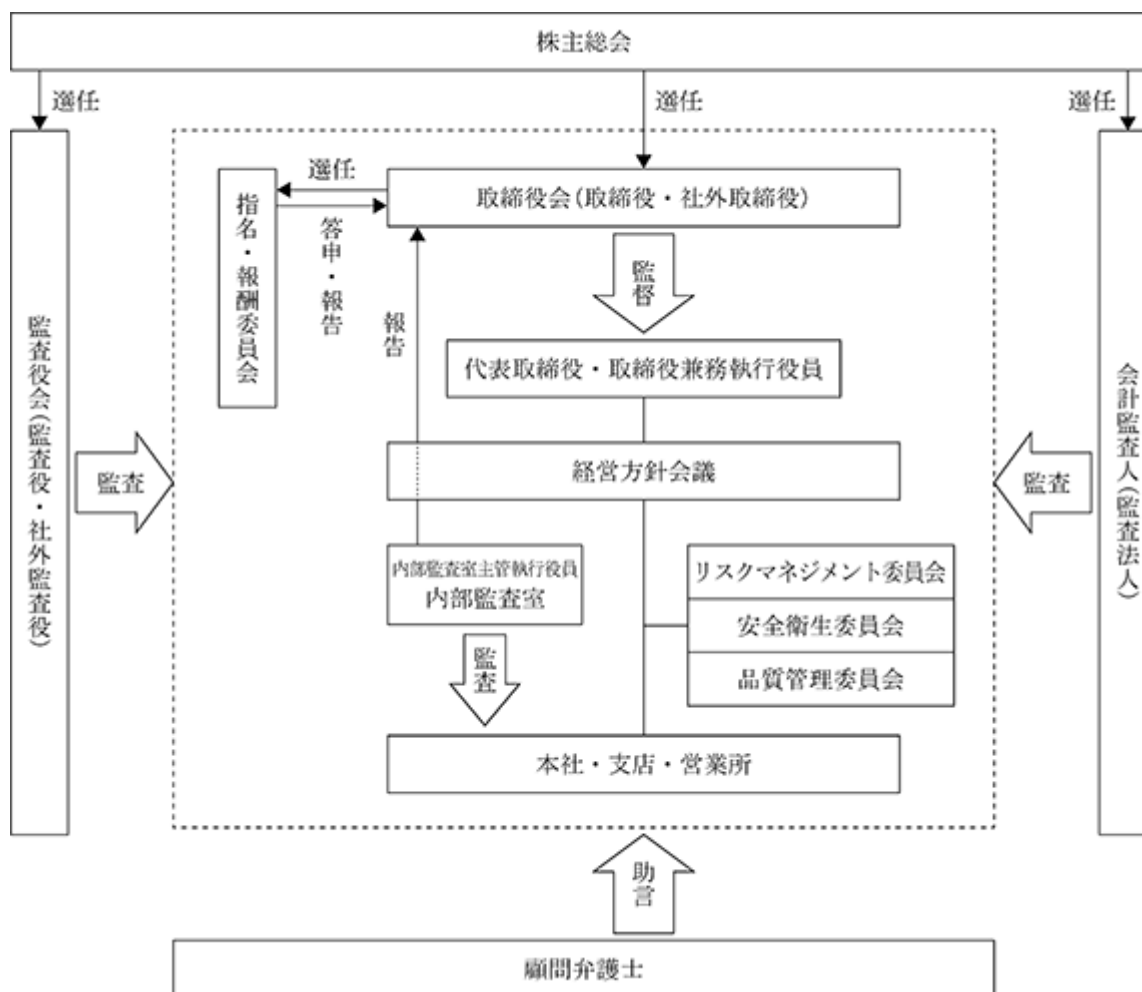 株主総会
選任
選任
選任
監査役会(監査役・社外監査役)
会計監査人(監査法人)
指名・報酬委員会
選任
答申・報告
取締役会(取締役・社外取締役)
監督
報告
代表取締役・取締役兼務執行役員
経営方針会議
監査
監査
内部監査室主管執行役員
内部監査室
リスクマネジメント委員会
安全衛生委員会
品質管理委員会
監査
本社・支店・営業所
助言
顧問弁護士